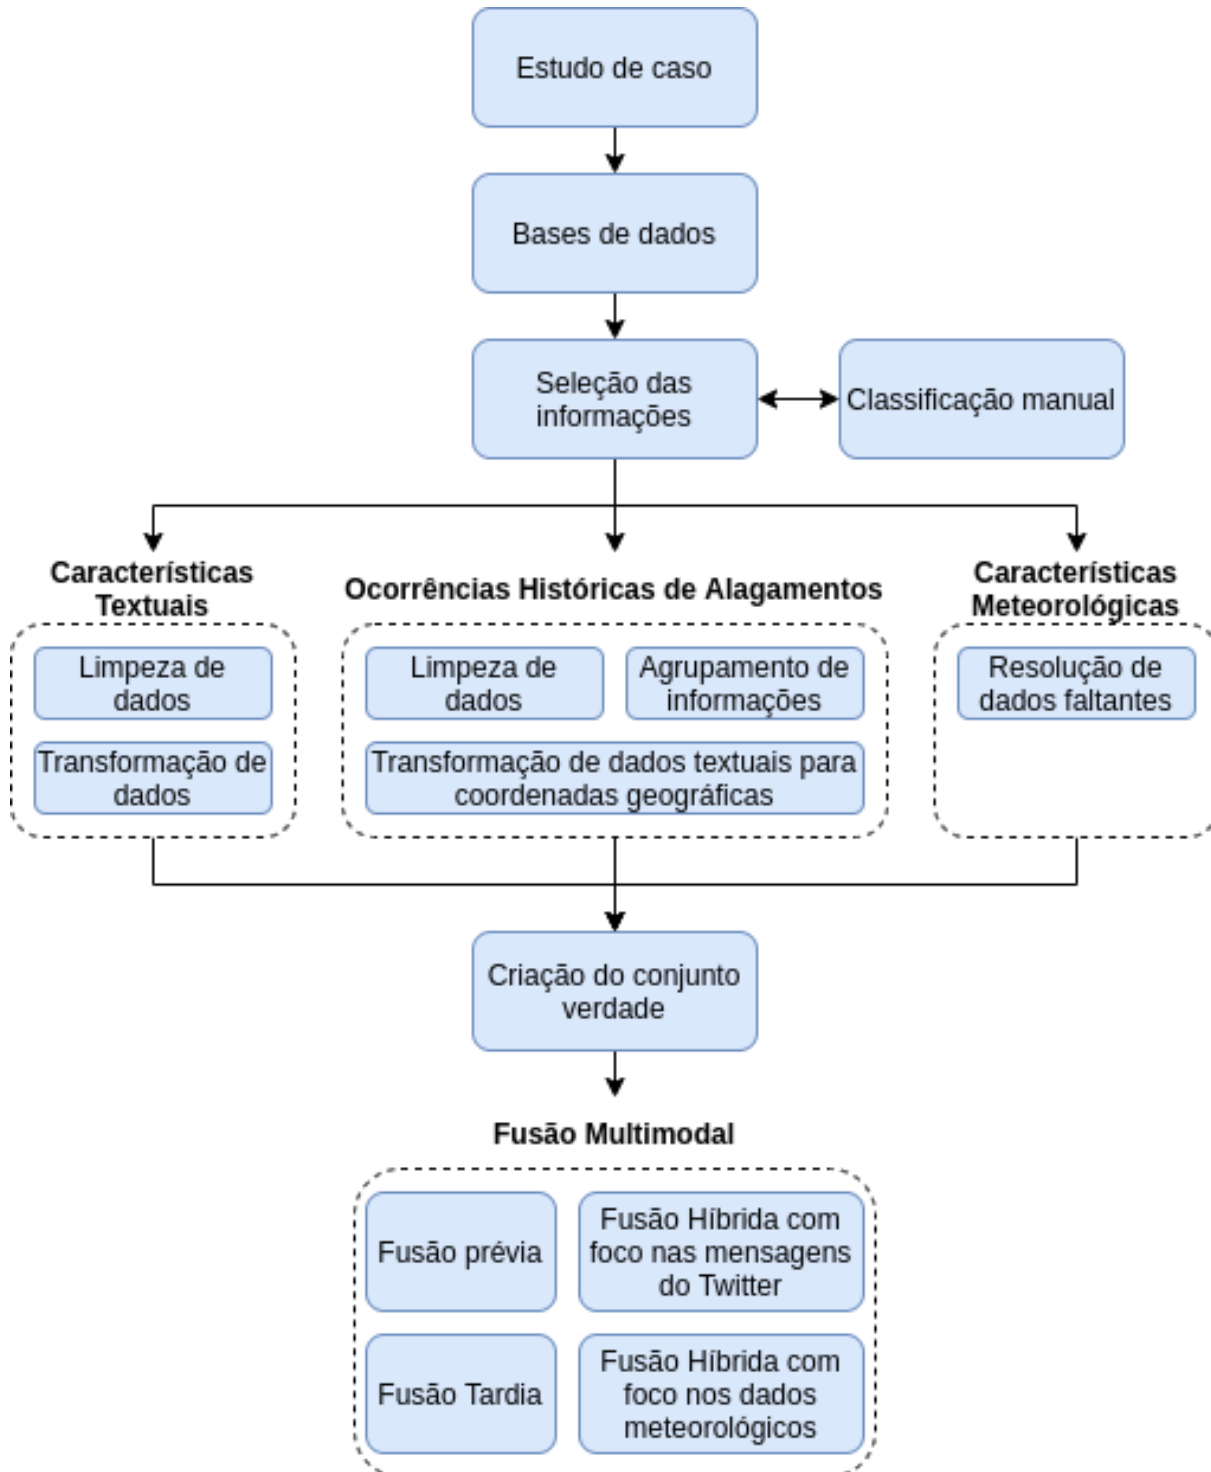 Estudo de caso
Bases de dados
Seleção das
informações
Classificação manual
Características
Textuais
Limpeza de
dados
Transformação de
dados
Ocorrências Históricas de Alagamentos
Limpeza de
dados
Agrupamento de
informações
Transformação de dados textuais para
coordenadas geográficas
Características
Meteorológicas
Resolução de
dados faltantes
Criação do conjunto
verdade
Fusão Multimodal
Fusão prévia
Fusão Híbrida com
foco nas mensagens
do Twitter
Fusão Tardia
Fusão Híbrida com
foco nos dados
meteorológicos